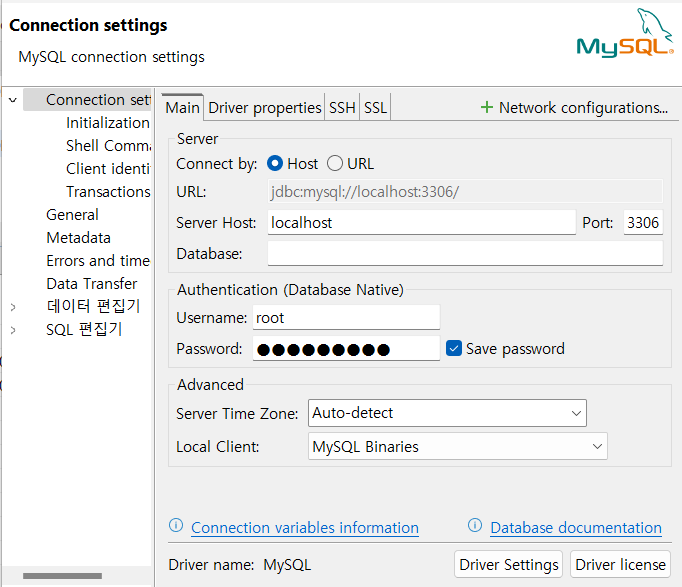 Connection settings
MySQL connection settings
MySQL
Connection set
Initialization
Shell Comma
Client identi
Transactions
General
Metadata
Errors and time
Data Transfer
데이터 편집기
SQL 편집기
Main Driver properties SSH SSL + Network configurations...
Server
Connect by: Host URL
URL: jdbc:mysql://localhost:3306/
Server Host: localhost Port: 3306
Database:
Authentication (Database Native)
Username: root
Password: ●●●●●●●●● Save password
Advanced
Server Time Zone: Auto-detect
Local Client: MySQL Binaries
Connection variables information Database documentation
Driver name: MySQL Driver Settings Driver license